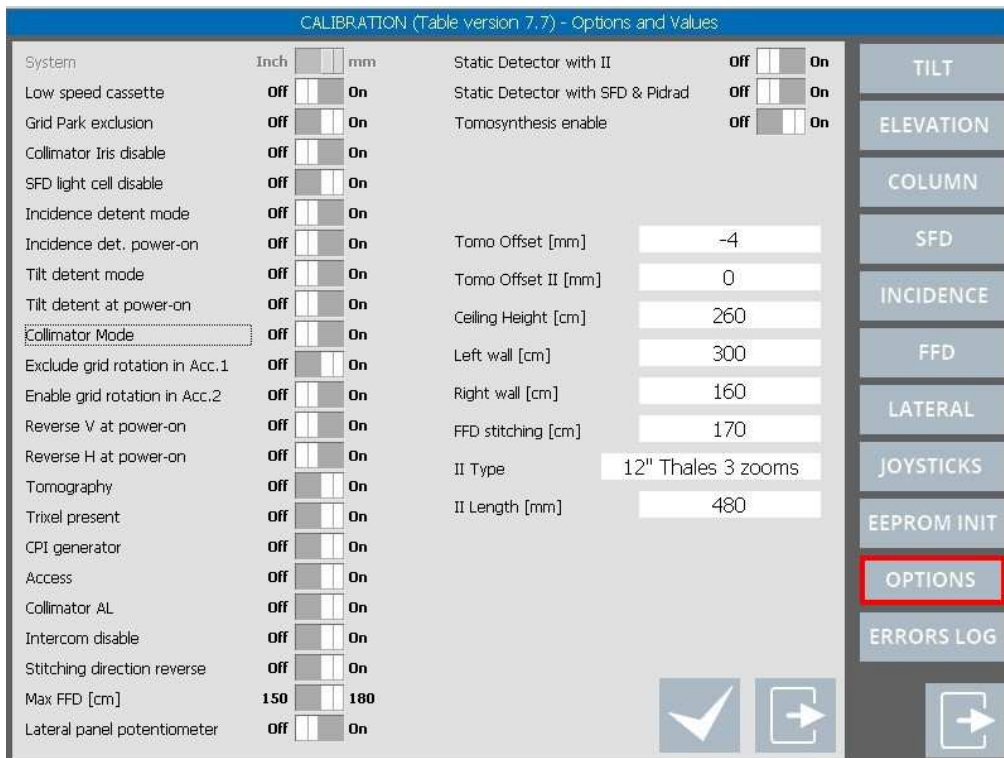 CALIBRATION (Table version 7.7) - Options and Values
System Inch mm
Low speed cassette Off On
Grid Park exclusion Off On
Collimator Iris disable Off On
SFD light cell disable Off On
Incidence detent mode Off On
Incidence det. power-on Off On
Tilt detent mode Off On
Tilt detent at power-on Off On
Collimator Mode Off On
Exclude grid rotation in Acc.1 Off On
Enable grid rotation in Acc.2 Off On
Reverse V at power-on Off On
Reverse H at power-on Off On
Tomography Off On
Trixel present Off On
CPI generator Off On
Access Off On
Collimator AL Off On
Intercom disable Off On
Stitching direction reverse Off On
Max FFD [cm] 150 180
Lateral panel potentiometer Off On
Static Detector with II Off On
Static Detector with SFD & Pidrad Off On
Tomosynthesis enable Off On
Tomo Offset [mm] -4
Tomo Offset II [mm] 0
Ceiling Height [cm] 260
Left wall [cm] 300
Right wall [cm] 160
FFD stitching [cm] 170
II Type 12" Thales 3 zooms
II Length [mm] 480
TILT
ELEVATION
COLUMN
SFD
INCIDENCE
FFD
LATERAL
JOYSTICKS
EEPROM INIT
OPTIONS
ERRORS LOG